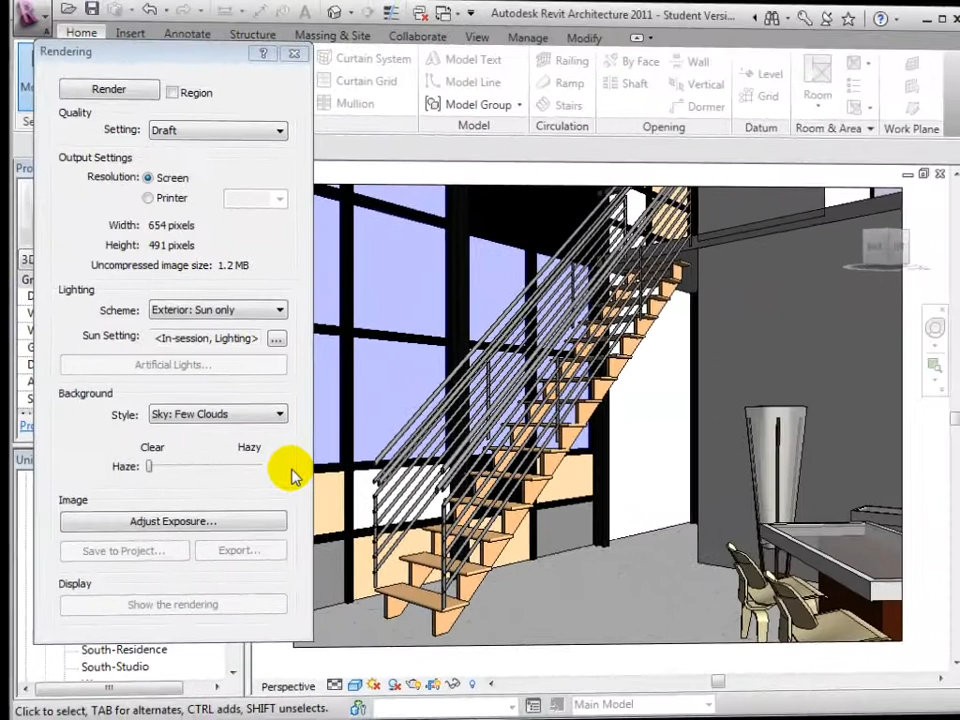 Autodesk Revit Architecture 2011 - Student Versi...
Home Insert Annotate Structure Massing & Site Collaborate View Manage Modify
Rendering
Curtain System Model Text Railing By Face Wall Level
Render Region
Curtain Grid Model Line Ramp Shaft Vertical Grid Room
Mullion Model Group Stairs Dormer
Quality
Setting: Draft
Model Circulation Opening Datum Room & Area Work Plane
Output Settings
Resolution: Screen
Printer
Width: 654 pixels
Height: 491 pixels
Uncompressed image size: 1.2 MB
Lighting
Scheme: Exterior: Sun only
Sun Setting: <In-session, Lighting> ...
Artificial Lights...
Background
Style: Sky: Few Clouds
Clear Hazy
Haze:
Image
Adjust Exposure...
Save to Project... Export...
Display
Show the rendering
South-Residence
South-Studio
Perspective
Click to select, TAB for alternates, CTRL adds, SHIFT unselects.
Main Model